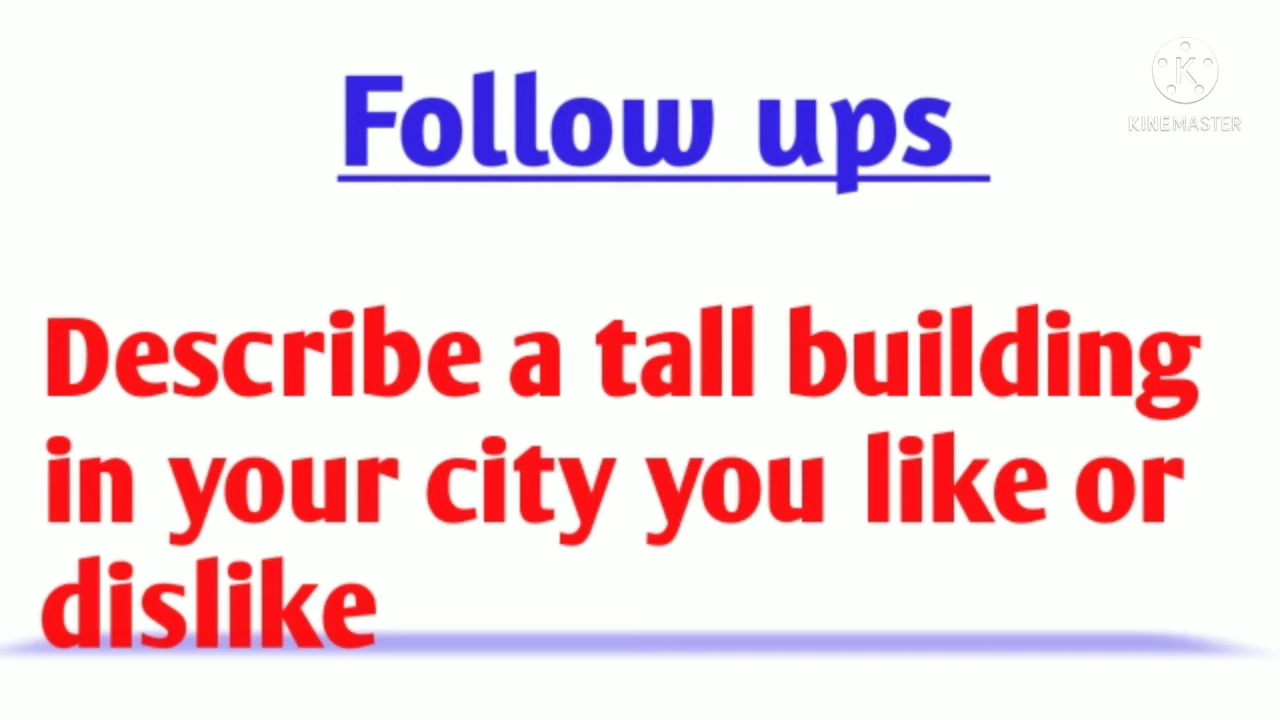 Follow ups
KINEMASTER
Describe a tall building
in your city you like or
dislike